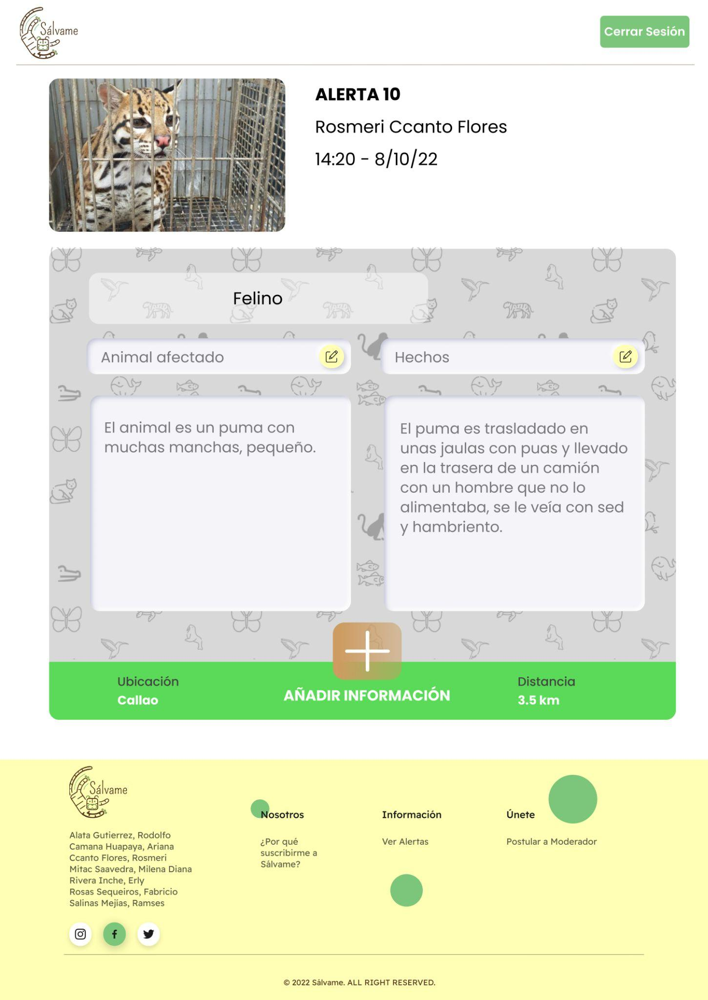 Sálvame
Cerrar Sesión
ALERTA 10
Rosmeri Ccanto Flores
14:20 - 8/10/22
Felino
Animal afectado
Hechos
El animal es un puma con
muchas manchas, pequeño.
El puma es trasladado en
unas jaulas con puas y llevado
en la trasera de un camión
con un hombre que no lo
alimentaba, se le veía con sed
y hambriento.
Ubicación
Callao
AÑADIR INFORMACIÓN
Distancia
3.5 km
Sálvame
Alata Gutierrez, Rodolfo
Camana Huapaya, Ariana
Ccanto Flores, Rosmeri
Mitac Saavedra, Milena Diana
Rivera Inche, Erly
Rosas Sequeiros, Fabricio
Salinas Mejías, Ramses
Nosotros
¿Por qué
suscribirme a
Sálvame?
Información
Ver Alertas
Únete
Postular a Moderador
© 2022 Sálvame. ALL RIGHT RESERVED.